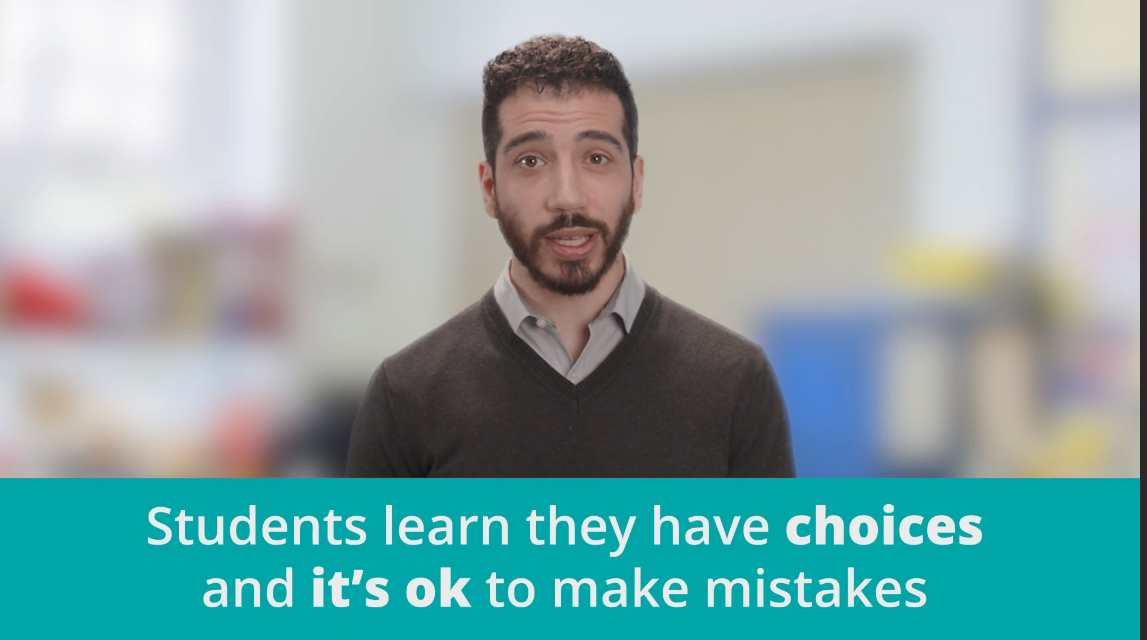 Students learn they have choices
and it's ok to make mistakes